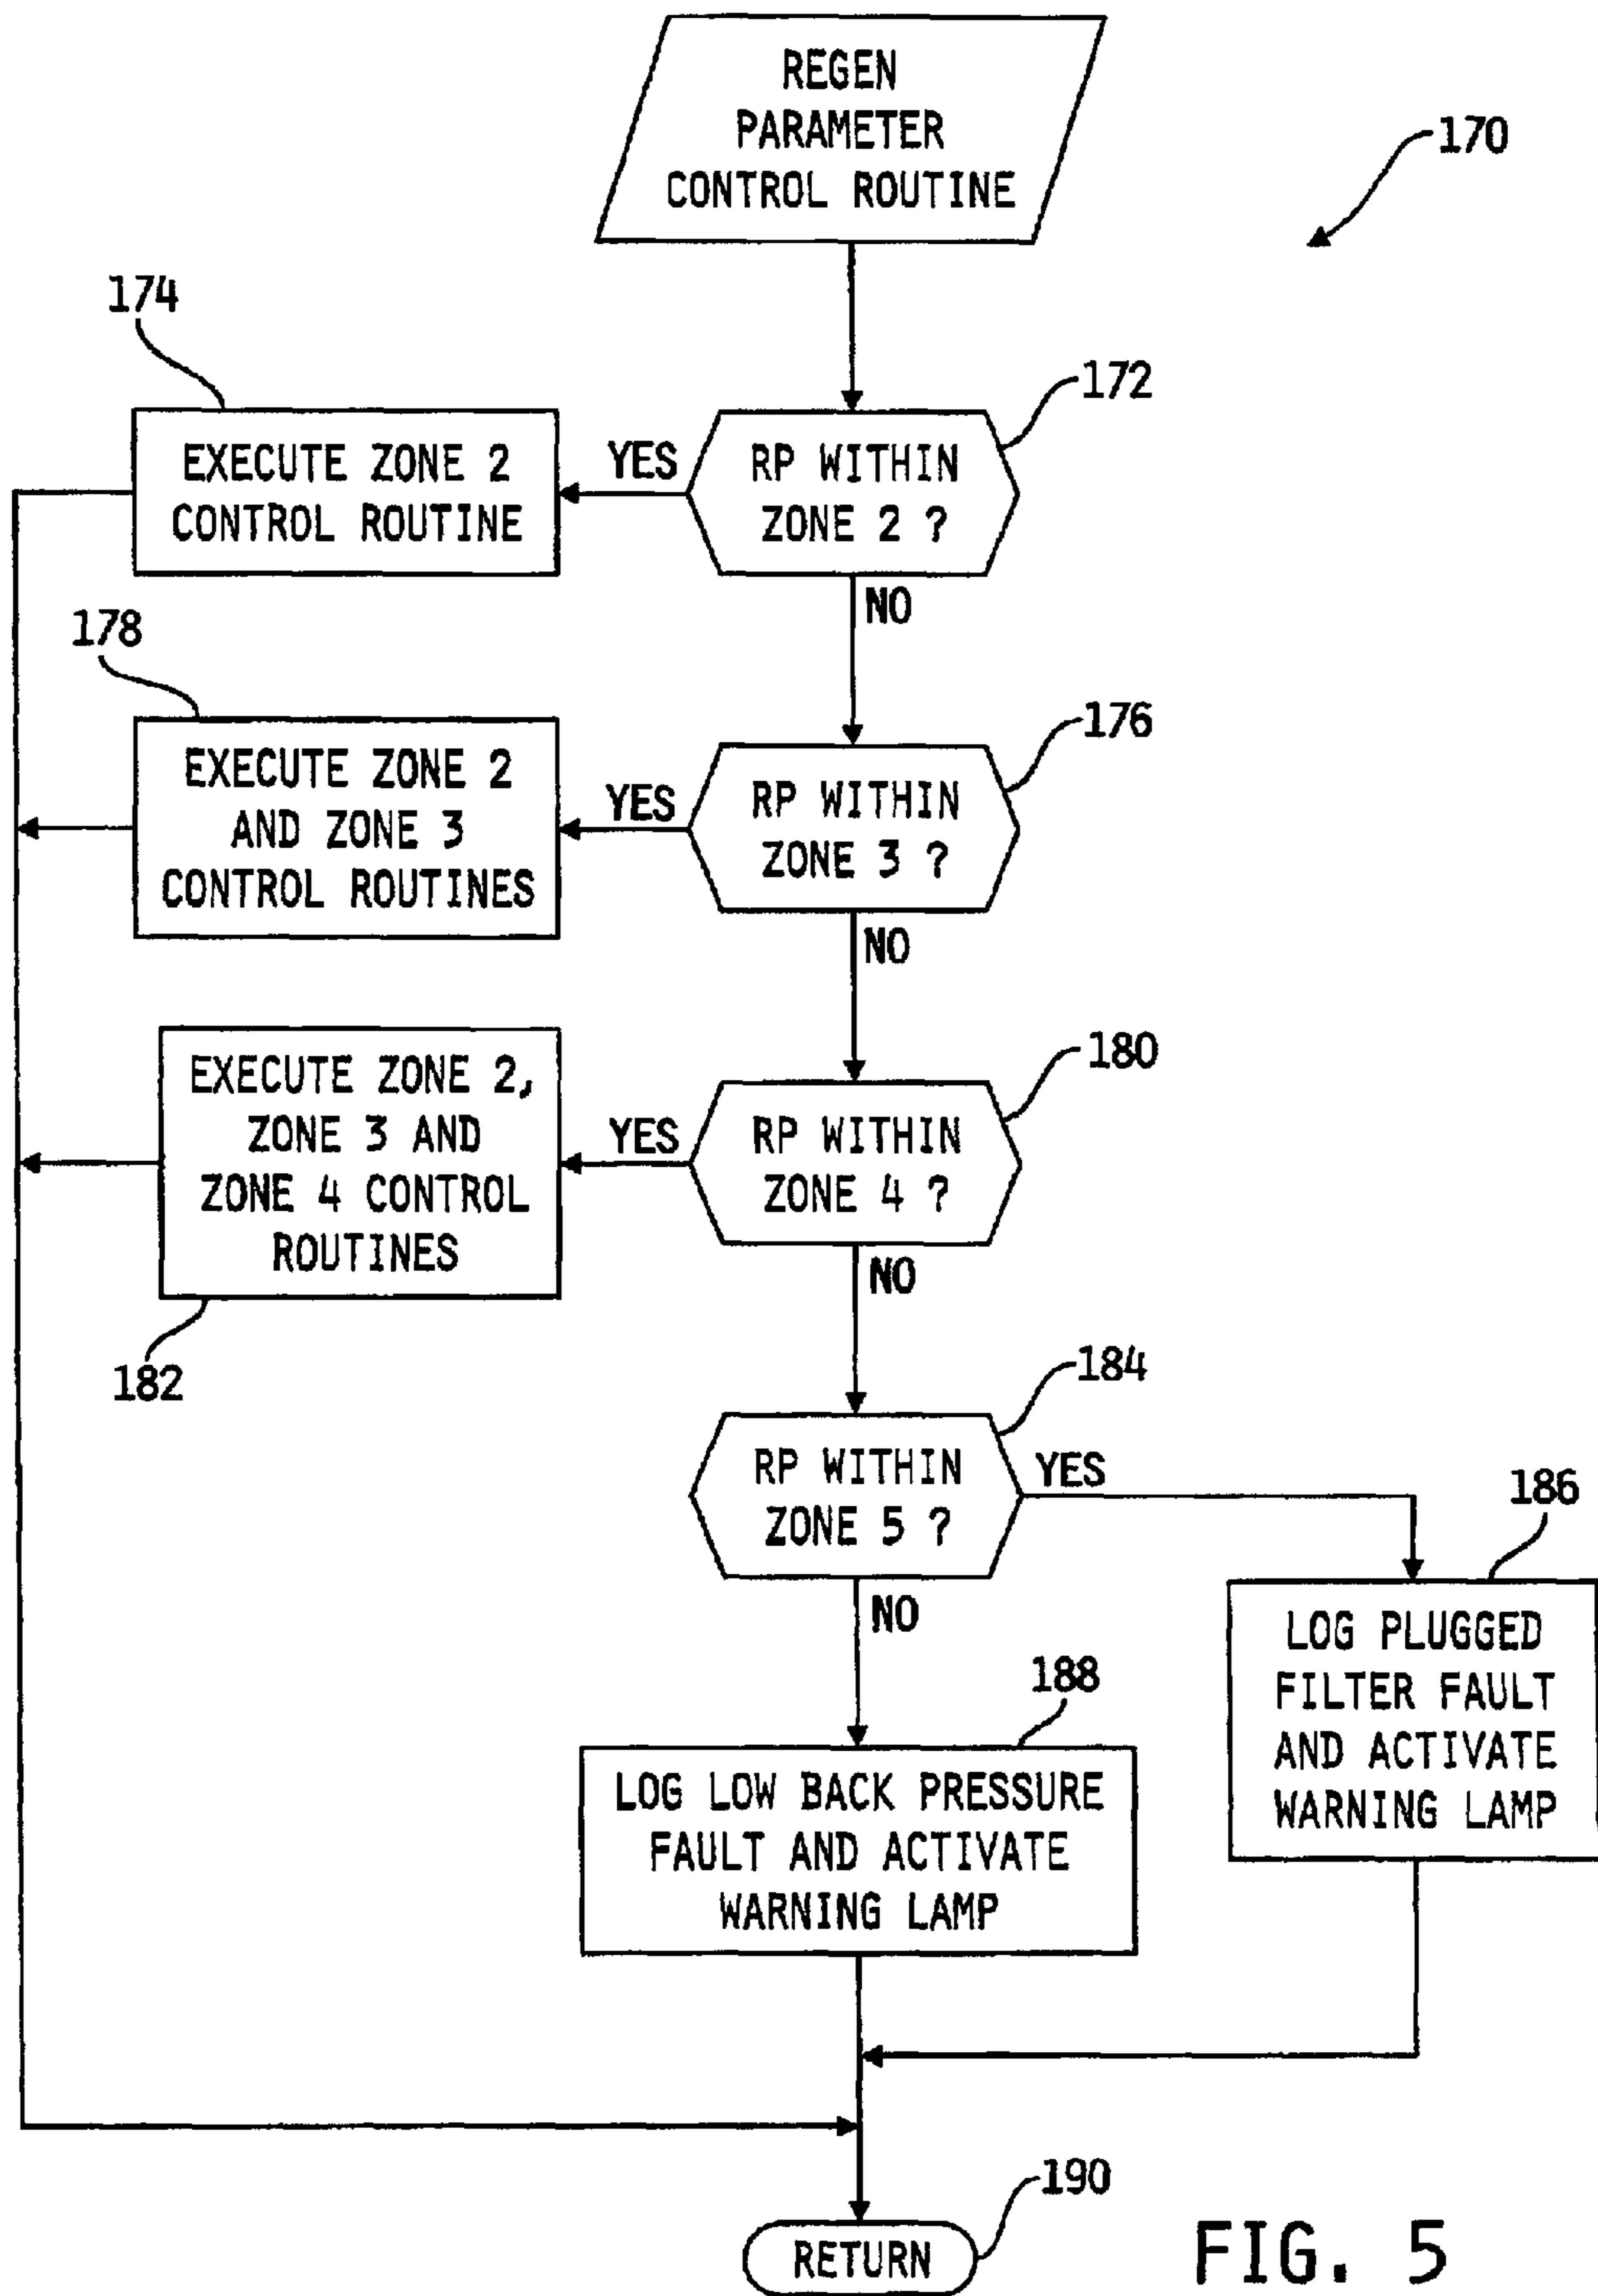 REGEN
PARAMETER
CONTROL ROUTINE
170
174
172
EXECUTE ZONE 2
CONTROL ROUTINE
YES
RP WITHIN
ZONE 2 ?
NO
178
176
EXECUTE ZONE 2
AND ZONE 3
CONTROL ROUTINES
YES
RP WITHIN
ZONE 3 ?
NO
180
EXECUTE ZONE 2,
ZONE 3 AND
ZONE 4 CONTROL
ROUTINES
YES
RP WITHIN
ZONE 4 ?
NO
182
184
RP WITHIN
ZONE 5 ?
YES
NO
186
LOG PLUGGED
FILTER FAULT
AND ACTIVATE
WARNING LAMP
188
LOG LOW BACK PRESSURE
FAULT AND ACTIVATE
WARNING LAMP
190
RETURN
FIG. 5